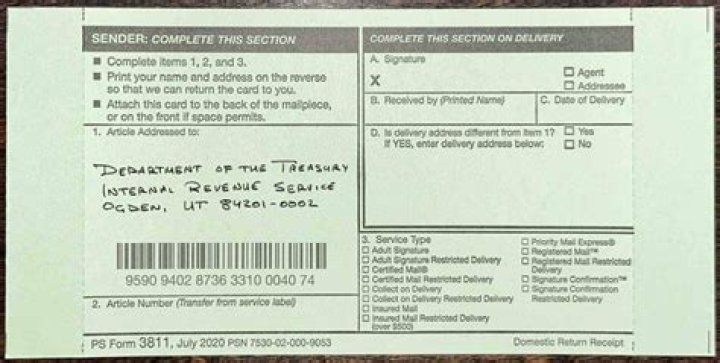 SENDER: COMPLETE THIS SECTION
■ Complete items 1, 2, and 3.
■ Print your name and address on the reverse
so that we can return the card to you.
■ Attach this card to the back of the mailpiece,
or on the front if space permits.
1. Article Addressed to:
DEPARTMENT OF THE TREASURY
INTERNAL REVENUE SERVICE
OGDEN, UT 84201-0002
9590 9402 8736 3310 0040 74
2. Article Number (Transfer from service label)
COMPLETE THIS SECTION ON DELIVERY
A. Signature
X
☐ Agent
☐ Addressee
B. Received by (Printed Name)
C. Date of Delivery
D. Is delivery address different from item 1? ☐ Yes
If YES, enter delivery address below: ☐ No
3. Service Type
☐ Adult Signature
☐ Adult Signature Restricted Delivery
☐ Certified Mail®
☐ Certified Mail Restricted Delivery
☐ Collect on Delivery
☐ Collect on Delivery Restricted Delivery
☐ Insured Mail
☐ Insured Mail Restricted Delivery
(over $500)
☐ Priority Mail Express®
☐ Registered Mail™
☐ Registered Mail Restricted
Delivery
☐ Signature Confirmation™
☐ Signature Confirmation
Restricted Delivery
PS Form 3811, July 2020 PSN 7530-02-000-9053
Domestic Return Receipt